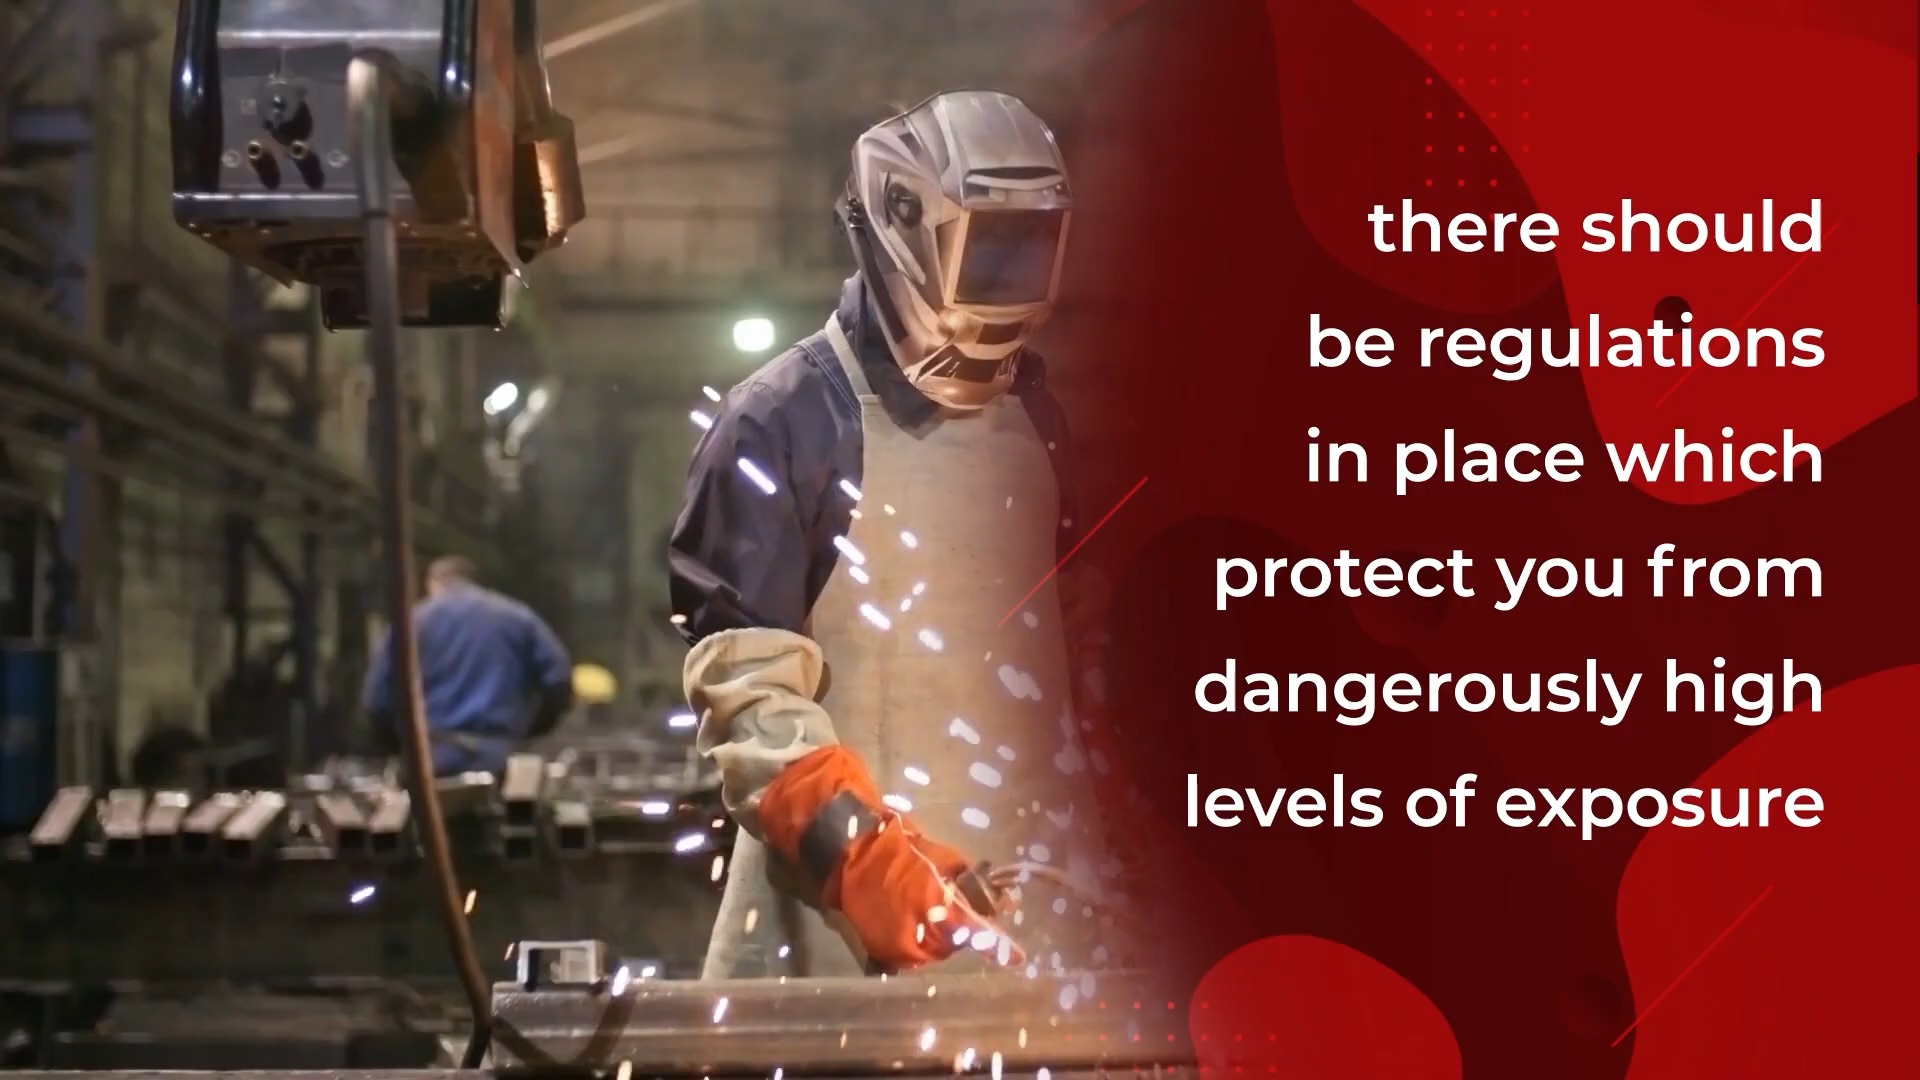 there should
be regulations
in place which
protect you from
dangerously high
levels of exposure